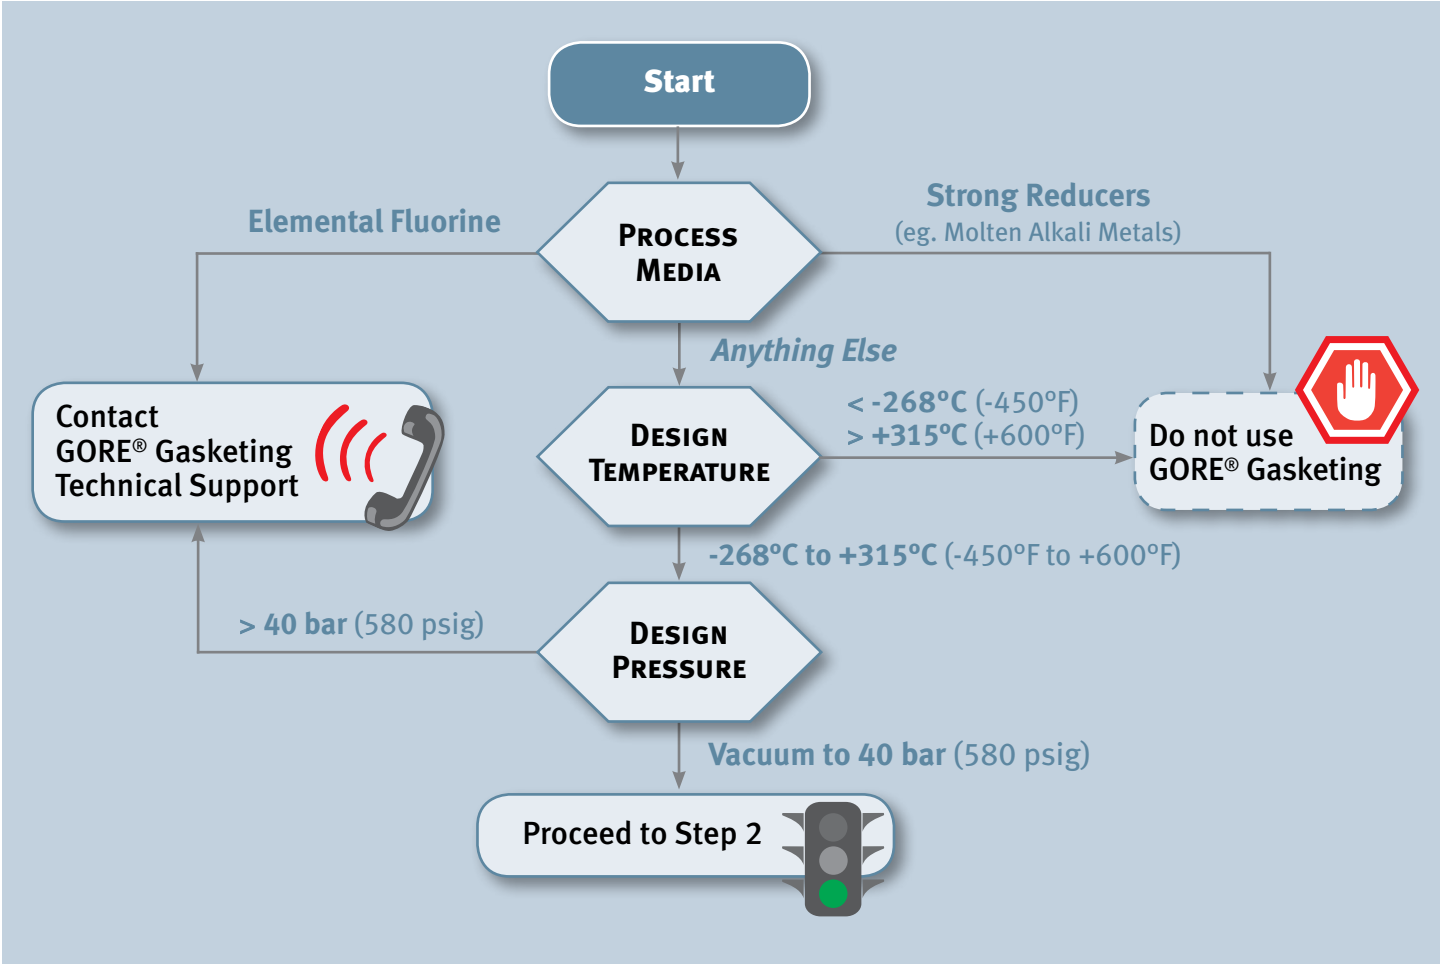 Start
Elemental Fluorine
PROCESS
MEDIA
Strong Reducers
(eg. Molten Alkali Metals)
Anything Else
Contact
GORE® Gasketing
Technical Support
DESIGN
TEMPERATURE
< -268°C (-450°F)
> +315°C (+600°F)
Do not use
GORE® Gasketing
-268°C to +315°C (-450°F to +600°F)
> 40 bar (580 psig)
DESIGN
PRESSURE
Vacuum to 40 bar (580 psig)
Proceed to Step 2